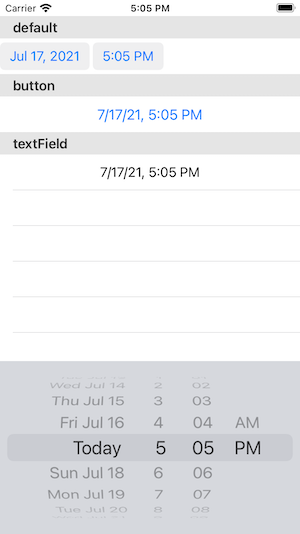 Carrier 5:05 PM
default
Jul 17, 2021 5:05 PM
button
7/17/21, 5:05 PM
textField
7/17/21, 5:05 PM
Wed Jul 14 2 02
Thu Jul 15 3 03
Fri Jul 16 4 04 AM
Today 5 05 PM
Sun Jul 18 6 06
Mon Jul 19 7 07
Tue Jul 20 8 08